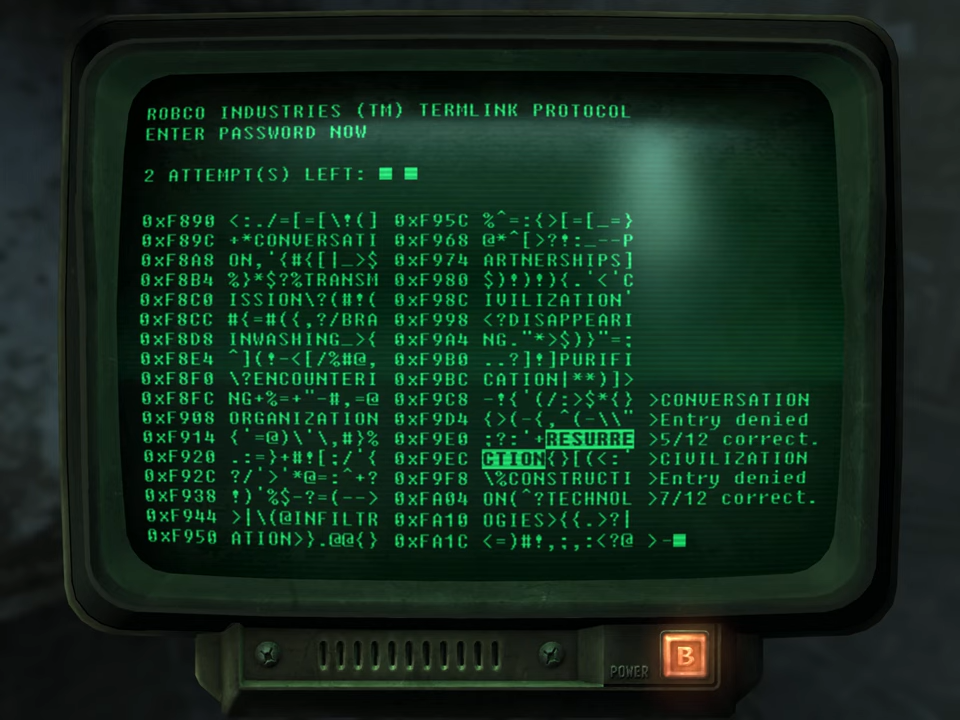 ROBCO INDUSTRIES (TM) TERMLINK PROTOCOL
ENTER PASSWORD NOW
2 ATTEMPT(S) LEFT:
0xF890 <:./=[=[\!(] 0xF95C %^=:{>[=[_=}
0xF89C +*CONVERSATI 0xF968 @*^[>?!:_--P
0xF8A8 ON,'{#{[|_>$ 0xF974 ARTNERSHIPS]
0xF8B4 %}*$?%TRANSM 0xF980 $)!)!){.'<'C
0xF8C0 ISSION\?(#!( 0xF98C IVILIZATION'
0xF8CC #{=#({,?/BRA 0xF998 <?DISAPPEARI
0xF8D8 INWASHING_>{ 0xF9A4 NG."*>$)}"=;
0xF8E4 ^](!-<[/%#@, 0xF9B0 ..?]!]PURIFI
0xF8F0 \?ENCOUNTERI 0xF9BC CATION|**)]>
0xF8FC NG+%=+"-#,=@ 0xF9C8 -!{'(/:>$*{} >CONVERSATION
0xF908 ORGANIZATION 0xF9D4 {>(-{,^(-\\" >Entry denied
0xF914 {'=@)\'\,#}% 0xF9E0 :?:'+RESURRE >5/12 correct.
0xF920 .:=}+#![;/'{ 0xF9EC CTION{}[(<:' >CIVILIZATION
0xF92C ?/'>'*@=:^+? 0xF9F8 \%CONSTRUCTI >Entry denied
0xF938 !)'%$-?=(--> 0xFA04 ON(^?TECHNOL >7/12 correct.
0xF944 >|\(@INFILTR 0xFA10 OGIES>{{.>?|
0xF950 ATION>}.@@{} 0xFA1C <=)#!,;,:<?@ >-
POWER B